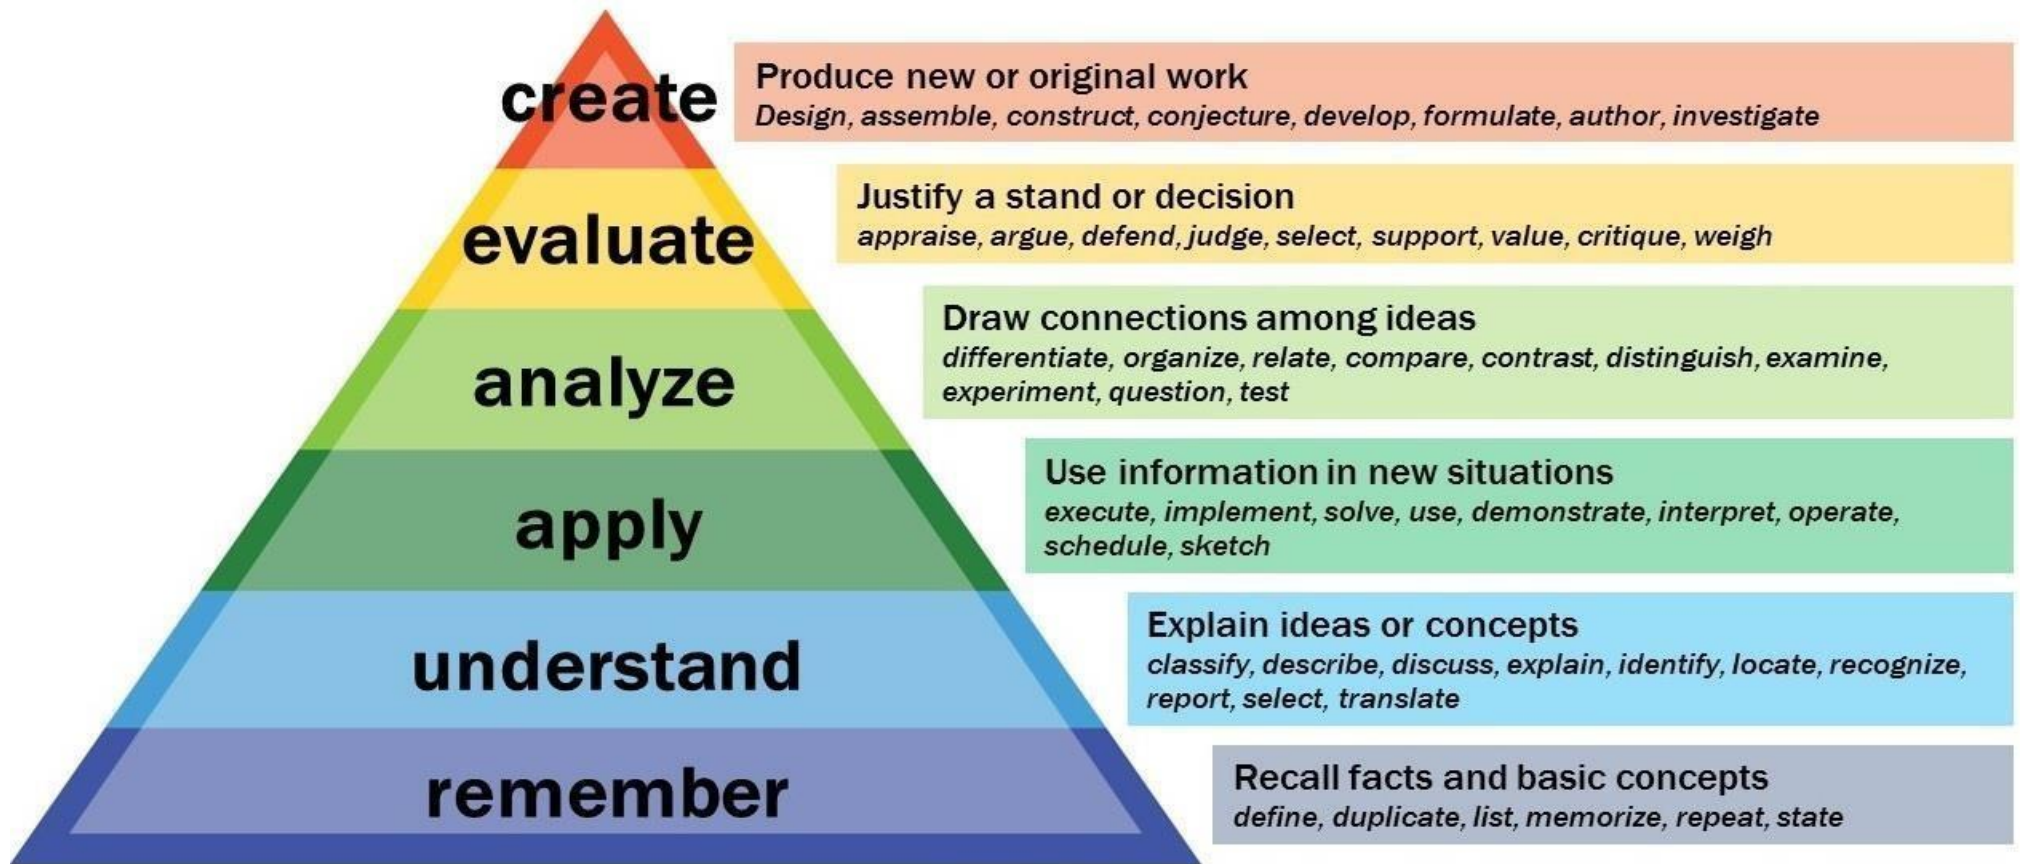 create
Produce new or original work
Design, assemble, construct, conjecture, develop, formulate, author, investigate
evaluate
Justify a stand or decision
appraise, argue, defend, judge, select, support, value, critique, weigh
analyze
Draw connections among ideas
differentiate, organize, relate, compare, contrast, distinguish, examine,
experiment, question, test
apply
Use information in new situations
execute, implement, solve, use, demonstrate, interpret, operate,
schedule, sketch
understand
Explain ideas or concepts
classify, describe, discuss, explain, identify, locate, recognize,
report, select, translate
remember
Recall facts and basic concepts
define, duplicate, list, memorize, repeat, state